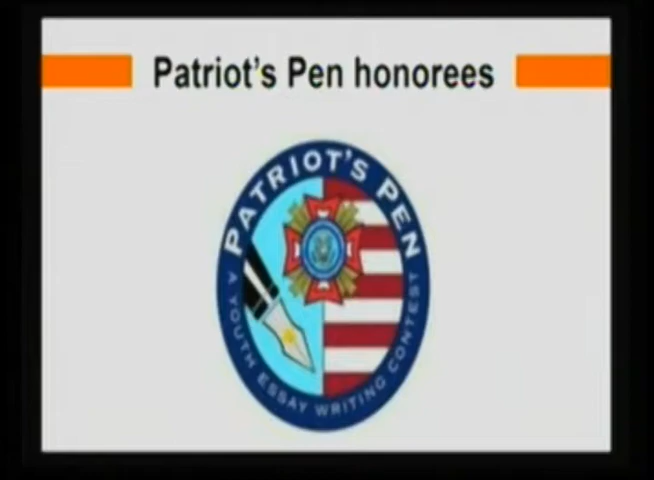 Patriot's Pen honorees
PATRIOT'S PEN
A YOUTH ESSAY WRITING CONTEST